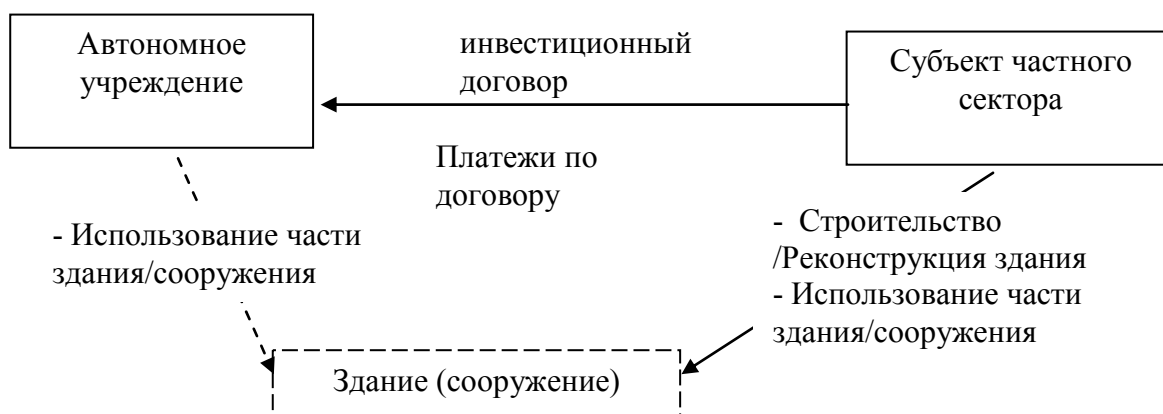 Автономное
учреждение
инвестиционный
договор
Субъект частного
сектора
Платежи по
договору
- Использование части
здания/сооружения
- Строительство
/Реконструкция здания
- Использование части
здания/сооружения
Здание (сооружение)